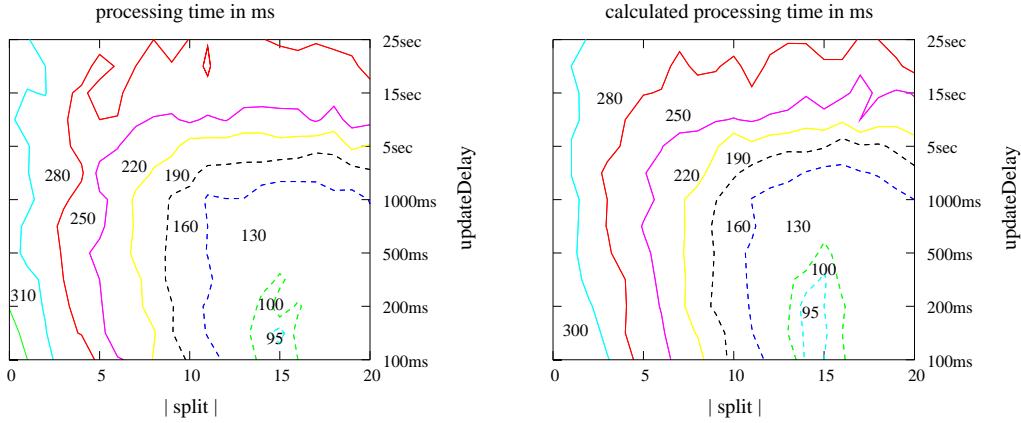 processing time in ms
25sec
15sec
5sec
1000ms
500ms
200ms
100ms
updateDelay
280
220
190
250
160
130
310
100
95
0
5
10
15
20
| split |
calculated processing time in ms
25sec
15sec
5sec
1000ms
500ms
200ms
100ms
updateDelay
280
250
190
220
160
130
100
95
300
0
5
10
15
20
| split |